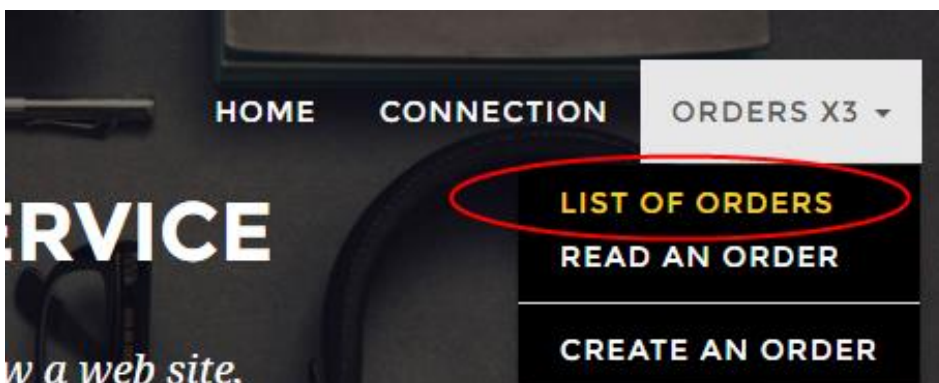 HOME CONNECTION ORDERS X3
LIST OF ORDERS
ERVICE
READ AN ORDER
CREATE AN ORDER
w a web site,